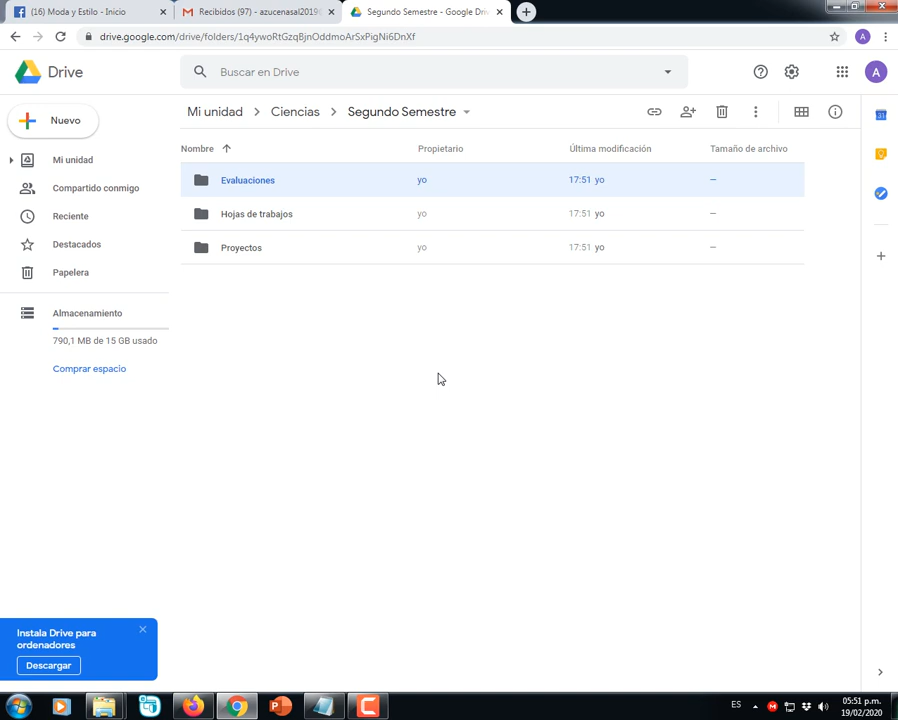 (16) Moda y Estilo - Inicio
Recibidos (97) - azucenasal2019@
Segundo Semestre - Google Driv
drive.google.com/drive/folders/1q4ywoRtGzqBjnOddmoArSxPigNi6DnXf
A
Drive
Buscar en Drive
A
Nuevo
Mi unidad
Ciencias
Segundo Semestre
31
Nombre
Propietario
Última modificación
Tamaño de archivo
Mi unidad
Compartido conmigo
Reciente
Destacados
Papelera
Almacenamiento
790,1 MB de 15 GB usado
Comprar espacio
Evaluaciones
yo
17:51 yo
—
Hojas de trabajos
yo
17:51 yo
—
Proyectos
yo
17:51 yo
—
Instala Drive para
ordenadores
Descargar
ES
05:51 p.m.
19/02/2020